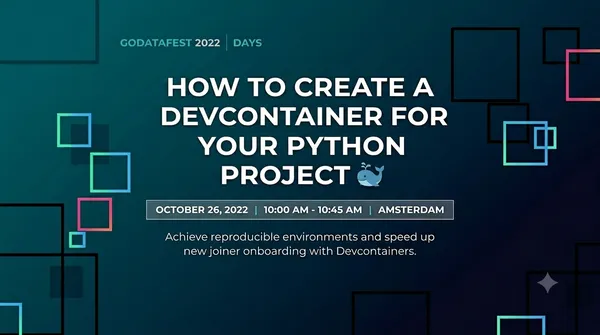 GODATAFEST 2022 | DAYS
HOW TO CREATE A
DEVCONTAINER FOR
YOUR PYTHON
PROJECT 🐳
OCTOBER 26, 2022 | 10:00 AM - 10:45 AM | AMSTERDAM
Achieve reproducible environments and speed up
new joiner onboarding with Devcontainers.